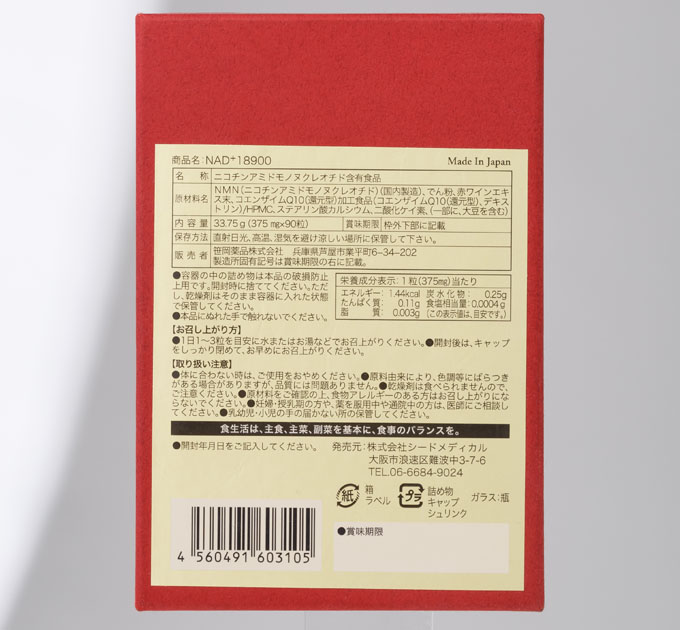 商品名：NAD⁺18900
Made In Japan
名　称　ニコチンアミドモノヌクレオチド含有食品
原材料名　NMN（ニコチンアミドモノヌクレオチド）（国内製造）、でん粉、赤ワインエキ
ス末、コエンザイムQ10（還元型）加工食品（コエンザイムQ10（還元型）、デキス
トリン）/HPMC、ステアリン酸カルシウム、二酸化ケイ素、（一部に、大豆を含む）
内容量　33.75g（375mg×90粒）　賞味期限　枠外下部に記載
保存方法　直射日光、高温、湿気を避け涼しい場所に保管して下さい。
販売者　笹岡薬品株式会社　兵庫県芦屋市業平町6－34－202
製造所固有記号は賞味期限の右に記載。
●容器の中の詰め物は本品の破損防止
上用です。開封時に捨ててください。ただ
し、乾燥剤はそのまま容器に入れた状態
で保管してください。
●本品にぬれた手で触れないでください。
栄養成分表示：1粒（375mg）当たり
エネルギー：1.44kcal　炭水化物：0.25g
たんぱく質：0.11g　食塩相当量：0.0004g
脂　質：0.003g　（この表示値は、目安です。）
【お召し上がり方】
●1日1～3粒を目安に水またはお湯などでお召し上がりください。●開封後は、キャップ
をしっかり閉めて、お早めにお召し上がりください。
【取り扱い注意】
●体に合わない時は、ご使用をおやめください。●原料由来により、色調等にばらつき
がある場合がありますが、品質には問題ありません。●乾燥剤は食べられませんので、
ご注意ください。●原材料をご確認の上、食物アレルギーのある方はお召し上がりにな
らないでください。●妊婦・授乳期の方や、薬を服用中や通院中の方は、医師にご相談し
てください。●乳幼児・小児の手の届かない所の保管してください。
食生活は、主食、主菜、副菜を基本に、食事のバランスを。
●開封年月日をご記入してください。
発売元：株式会社シードメディカル
大阪市浪速区難波中3-7-6
TEL.06-6684-9024
紙　箱
ラベル
プラ　詰め物
キャップ
シュリンク
ガラス：瓶
4 560491 603105
●賞味期限